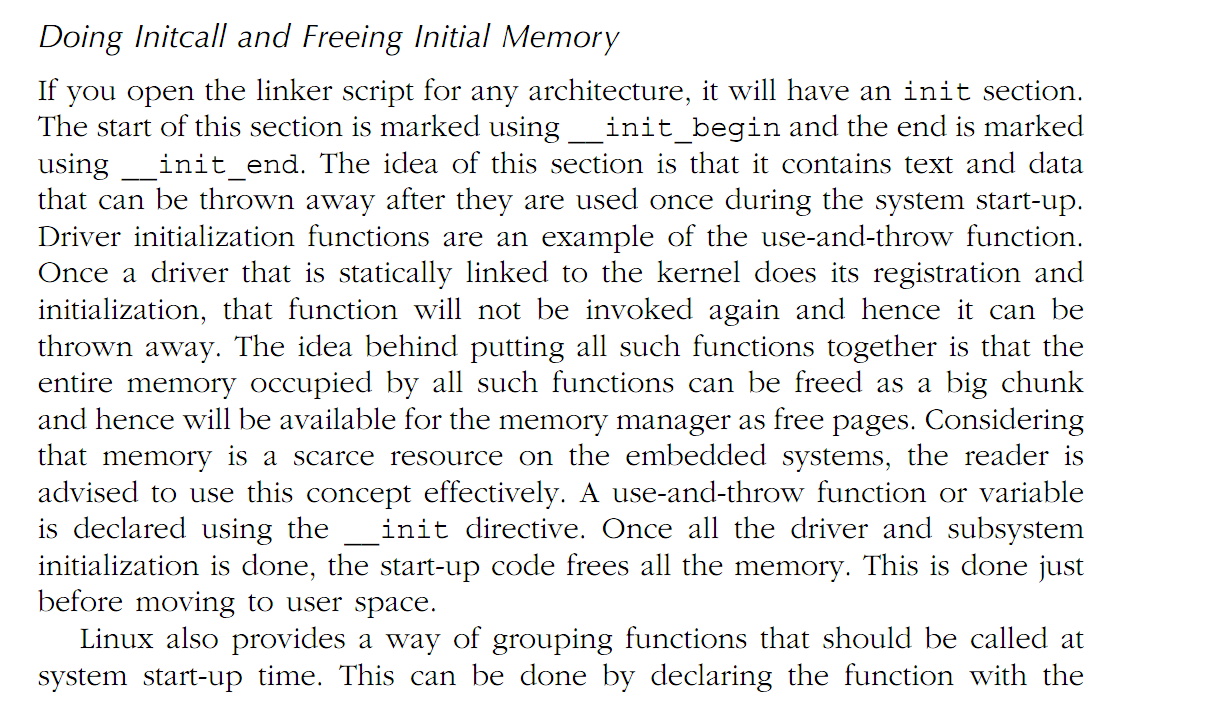 Doing Initcall and Freeing Initial Memory
If you open the linker script for any architecture, it will have an init section.
The start of this section is marked using __init_begin and the end is marked
using __init_end. The idea of this section is that it contains text and data
that can be thrown away after they are used once during the system start-up.
Driver initialization functions are an example of the use-and-throw function.
Once a driver that is statically linked to the kernel does its registration and
initialization, that function will not be invoked again and hence it can be
thrown away. The idea behind putting all such functions together is that the
entire memory occupied by all such functions can be freed as a big chunk
and hence will be available for the memory manager as free pages. Considering
that memory is a scarce resource on the embedded systems, the reader is
advised to use this concept effectively. A use-and-throw function or variable
is declared using the __init directive. Once all the driver and subsystem
initialization is done, the start-up code frees all the memory. This is done just
before moving to user space.
Linux also provides a way of grouping functions that should be called at
system start-up time. This can be done by declaring the function with the